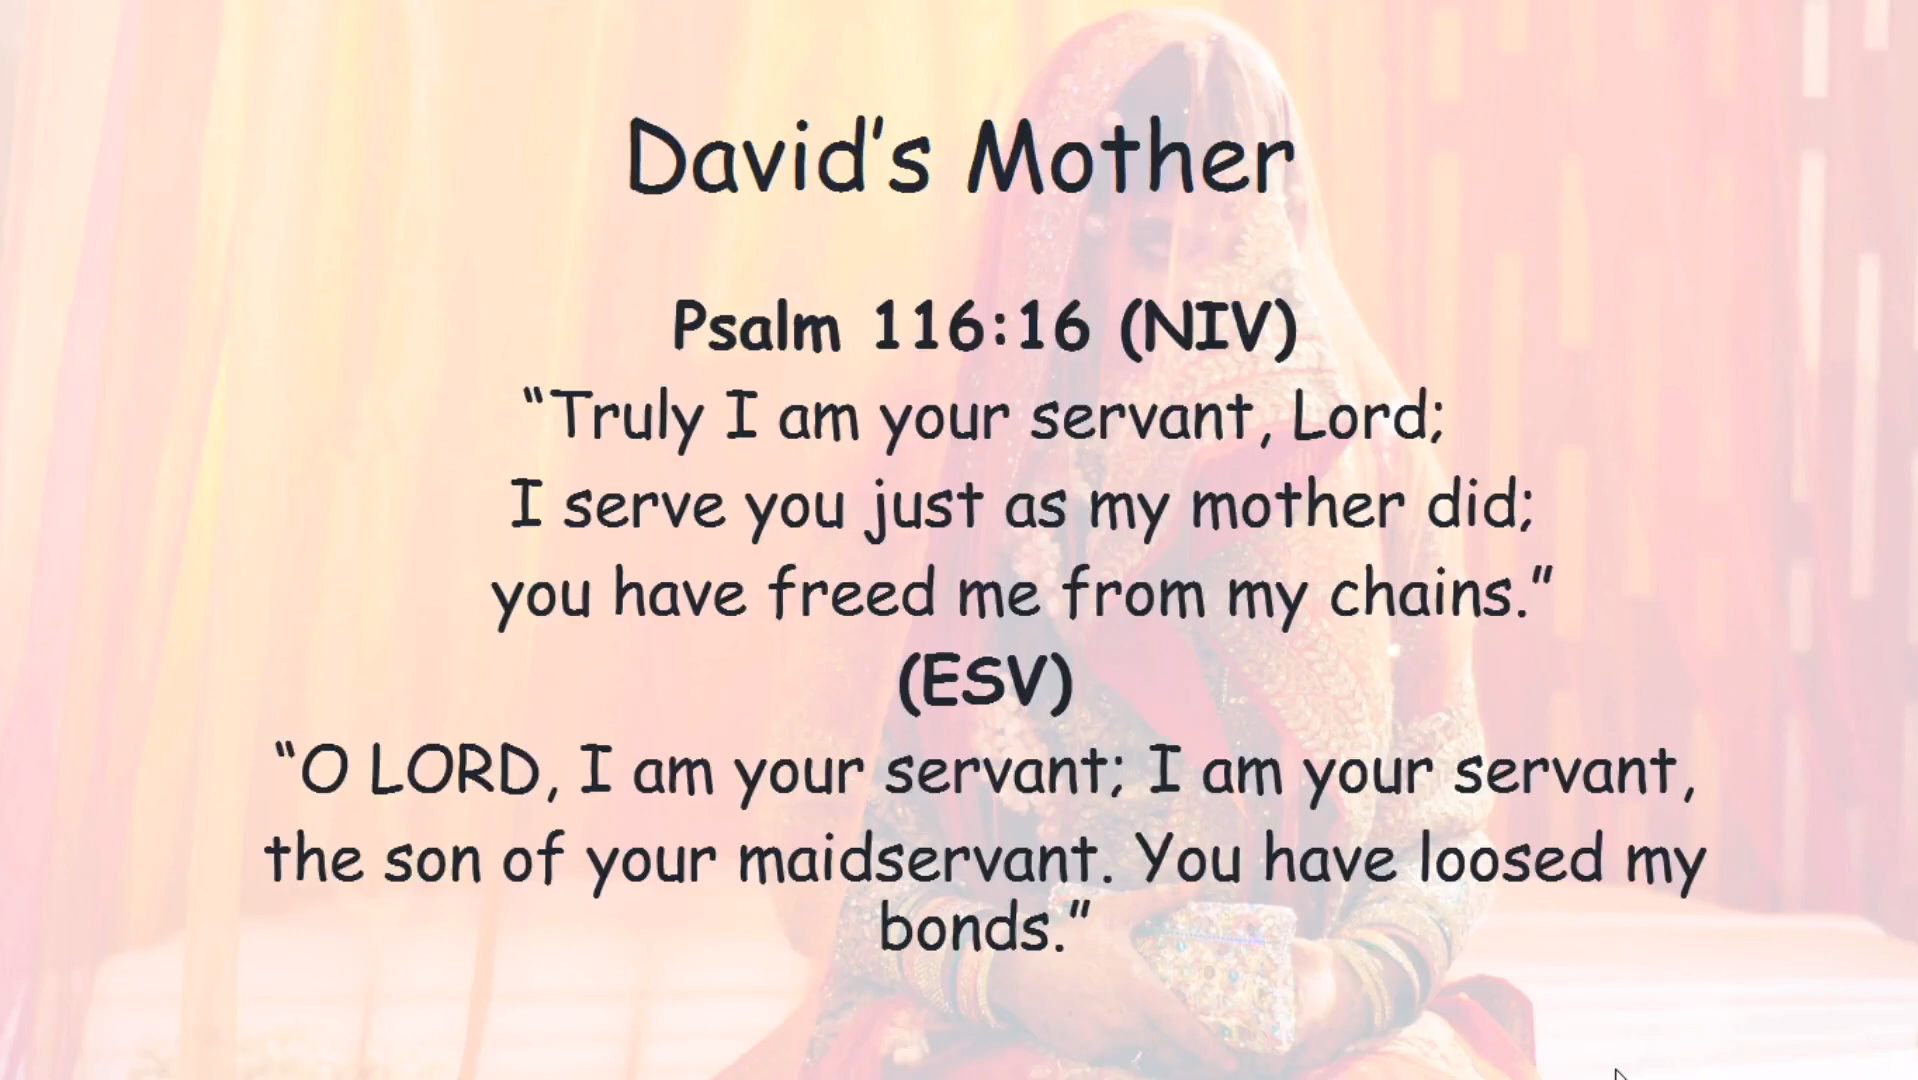 David’s Mother
Psalm 116:16 (NIV)
“Truly I am your servant, Lord;
I serve you just as my mother did;
you have freed me from my chains.”
(ESV)
“O LORD, I am your servant; I am your servant,
the son of your maidservant. You have loosed my
bonds.”